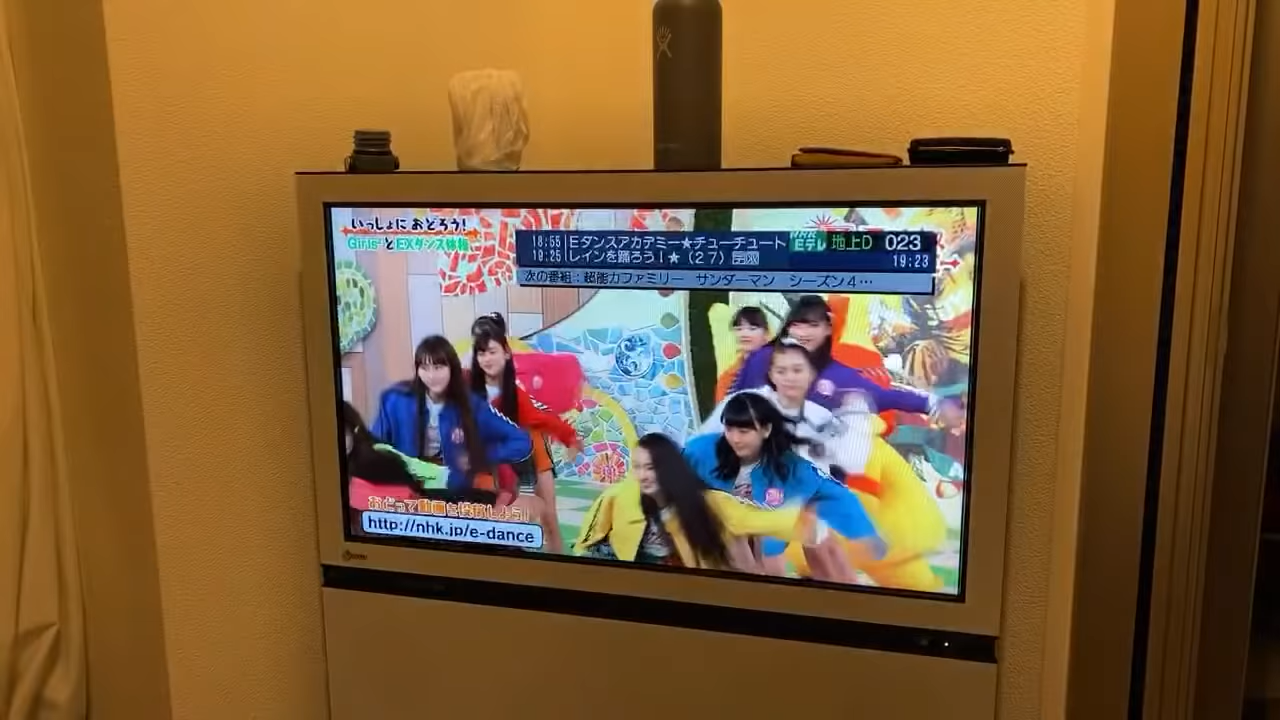 いっしょに おどろう!
Girls²とEXダンス体操
18:55 Eダンスアカデミー★チューチュート
19:25 レインを踊ろう!★(27)
NHK Eテレ 地上D 023
19:23
次の番組:超能力ファミリー サンダーマン シーズン4…
おどって動画を投稿しよう!
http://nhk.jp/e-dance